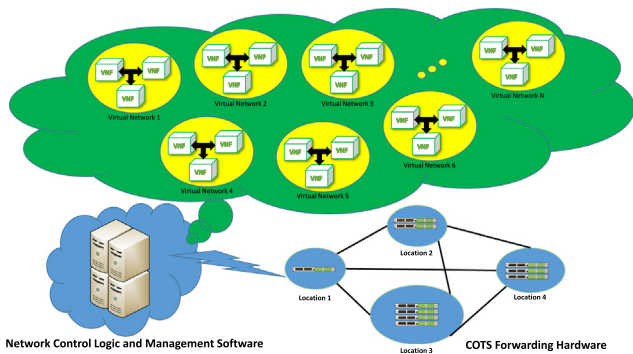 VNF
VNF
VNF
Virtual Network 1
VNF
VNF
VNF
Virtual Network 2
VNF
VNF
VNF
Virtual Network 3
VNF
VNF
VNF
Virtual Network N
VNF
VNF
VNF
Virtual Network 4
VNF
VNF
VNF
Virtual Network 5
VNF
VNF
VNF
Virtual Network 6
Location 1
Location 2
Location 3
Location 4
Network Control Logic and Management Software
COTS Forwarding Hardware